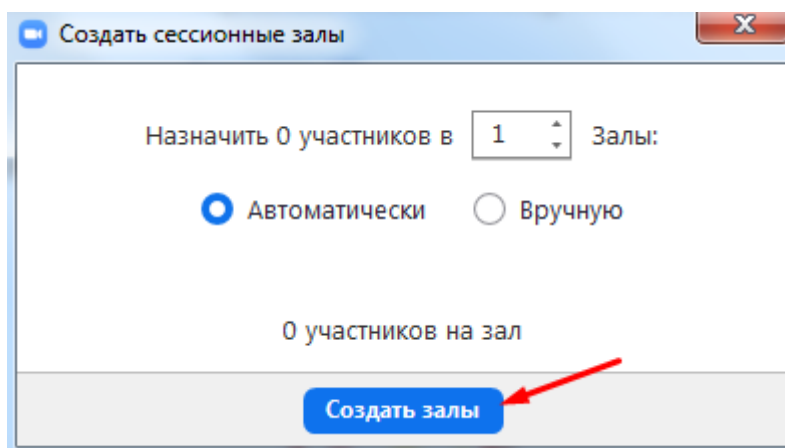 Создать сессионные залы
Назначить 0 участников в 1 Залы:
Автоматически Вручную
0 участников на зал
Создать залы